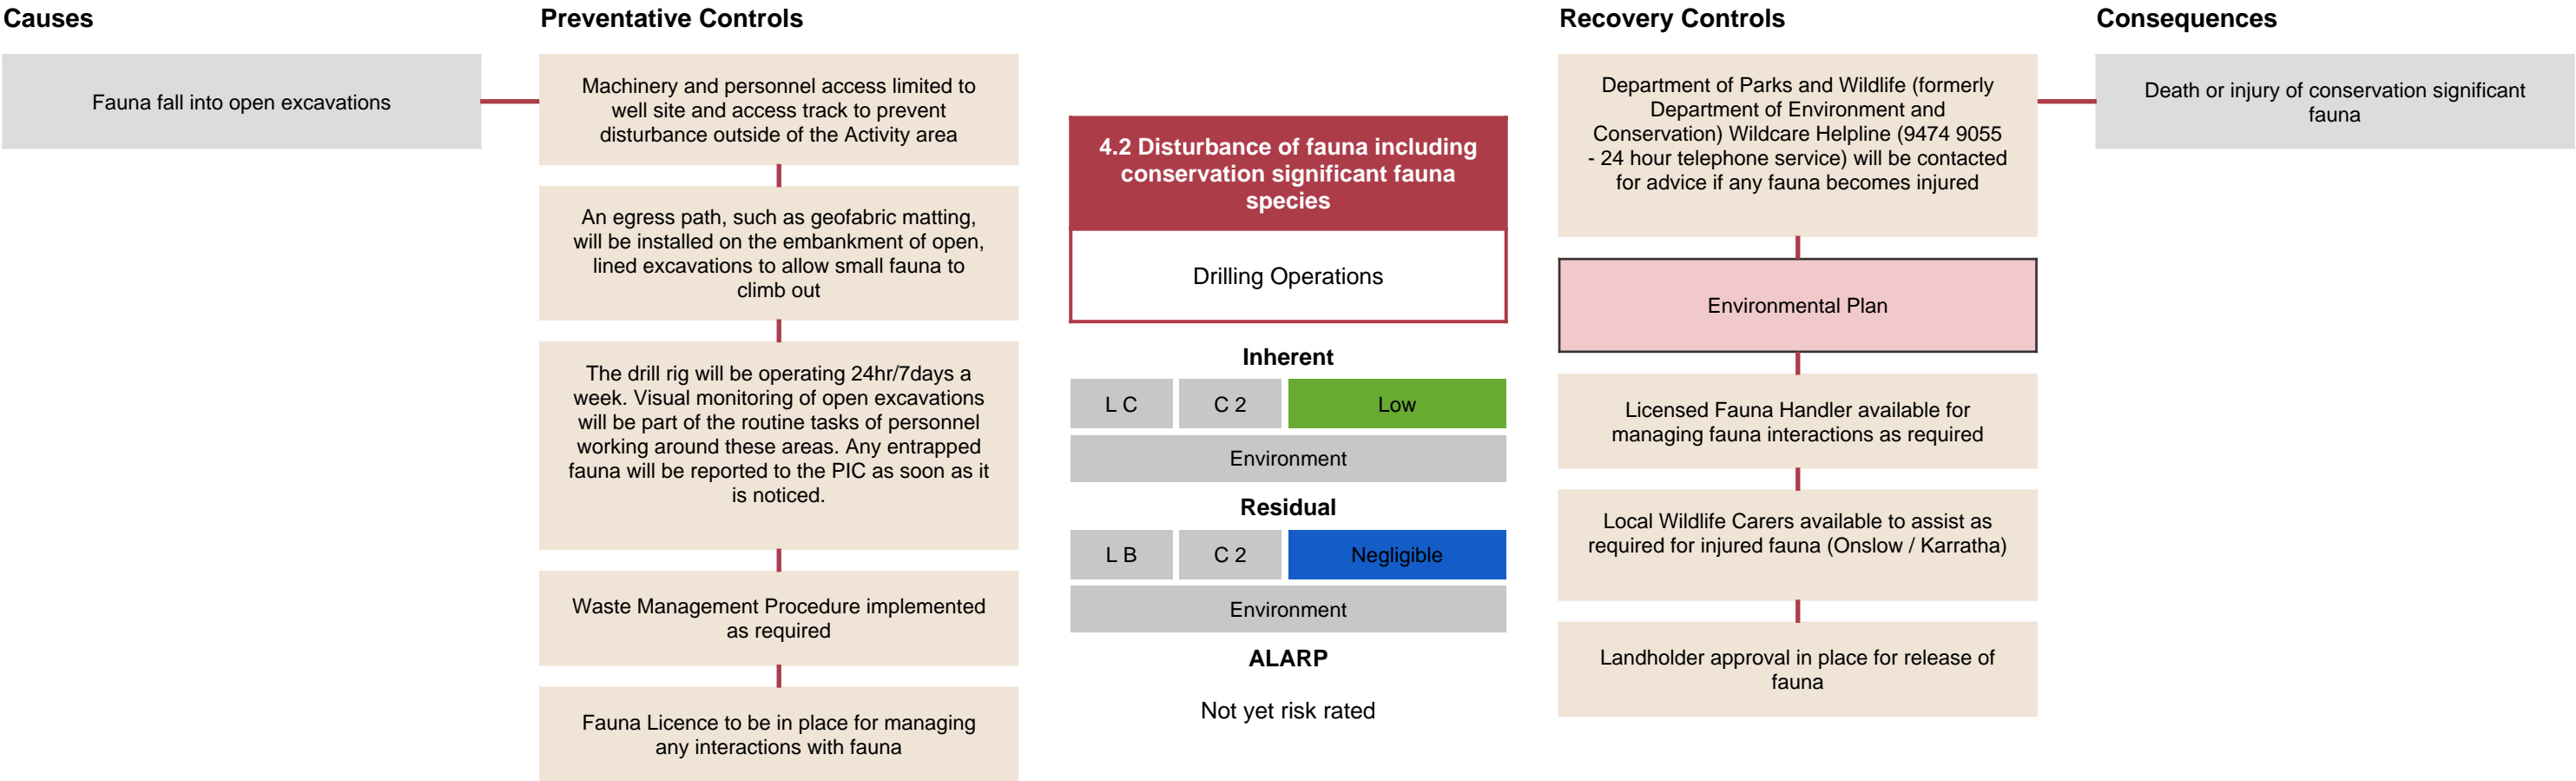 Causes
Preventative Controls
Recovery Controls
Consequences
Fauna fall into open excavations
Machinery and personnel access limited to
well site and access track to prevent
disturbance outside of the Activity area
An egress path, such as geofabric matting,
will be installed on the embankment of open,
lined excavations to allow small fauna to
climb out
The drill rig will be operating 24hr/7days a
week. Visual monitoring of open excavations
will be part of the routine tasks of personnel
working around these areas. Any entrapped
fauna will be reported to the PIC as soon as it
is noticed.
Waste Management Procedure implemented
as required
Fauna Licence to be in place for managing
any interactions with fauna
4.2 Disturbance of fauna including
conservation significant fauna
species
Drilling Operations
Inherent
L C
C 2
Low
Environment
Residual
L B
C 2
Negligible
Environment
ALARP
Not yet risk rated
Department of Parks and Wildlife (formerly
Department of Environment and
Conservation) Wildcare Helpline (9474 9055
- 24 hour telephone service) will be contacted
for advice if any fauna becomes injured
Environmental Plan
Licensed Fauna Handler available for
managing fauna interactions as required
Local Wildlife Carers available to assist as
required for injured fauna (Onslow / Karratha)
Landholder approval in place for release of
fauna
Death or injury of conservation significant
fauna